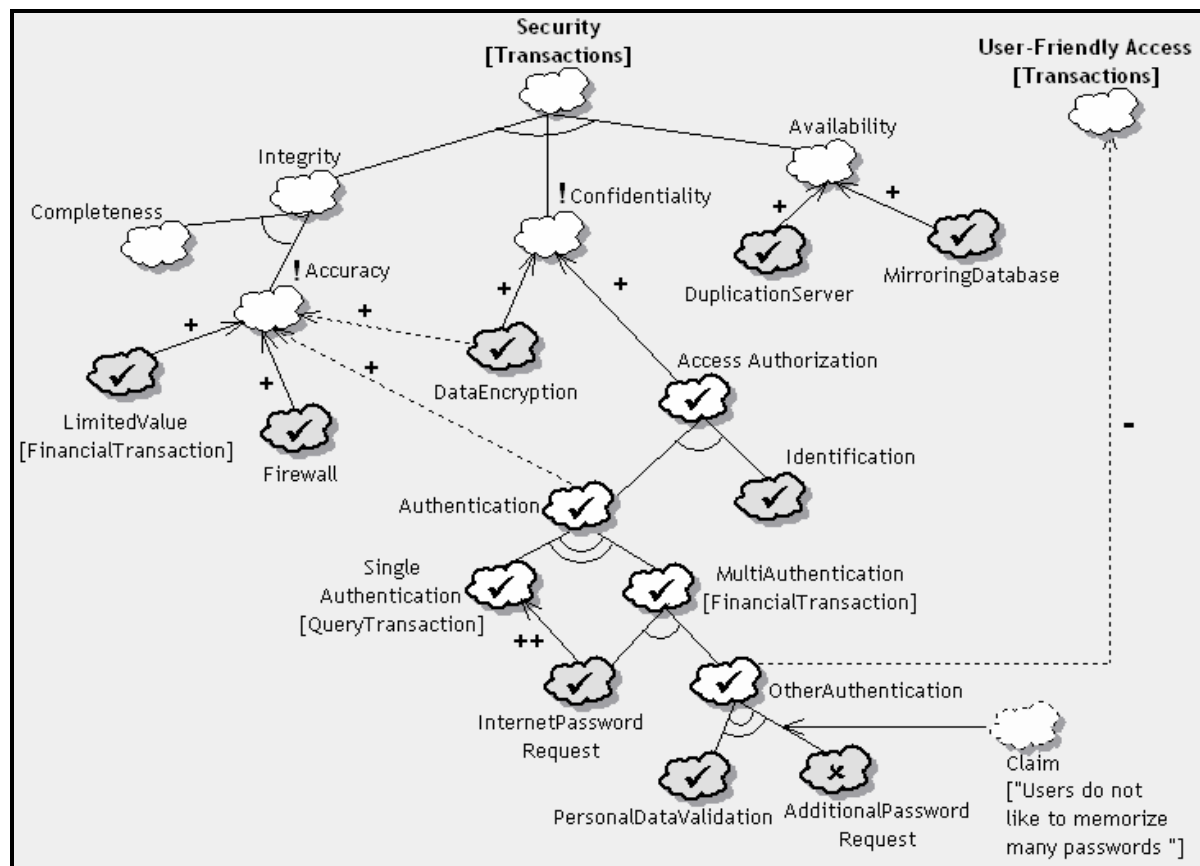 Security
[Transactions]
User-Friendly Access
[Transactions]
Availability
Integrity
! Confidentiality
Completeness
+
+
! Accuracy
DuplicationServer
MirroringDatabase
+
+
+
+
+
+
Access Authorization
DataEncryption
LimitedValue
[FinancialTransaction]
Firewall
-
Identification
Authentication
Single
Authentication
[QueryTransaction]
MultiAuthentication
[FinancialTransaction]
++
OtherAuthentication
InternetPassword
Request
PersonalDataValidation
AdditionalPassword
Request
Claim
["Users do not
like to memorize
many passwords "]